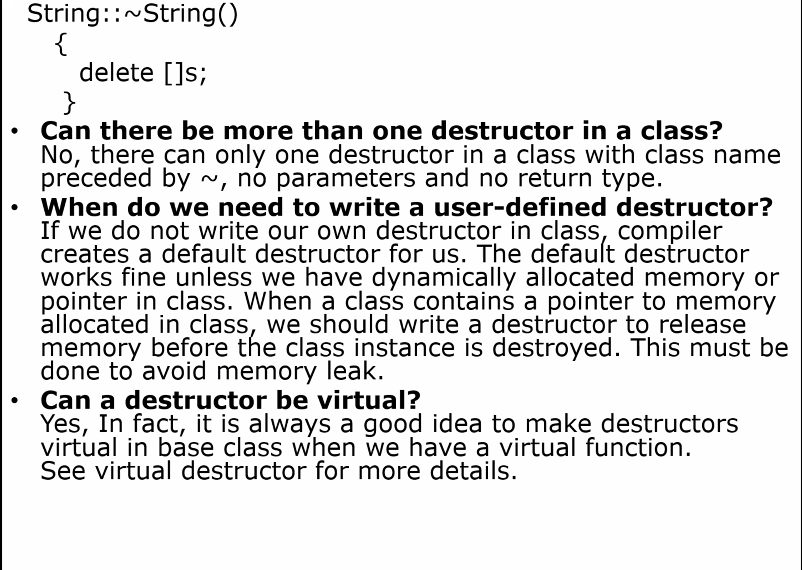 String::~String()
{
delete []s;
}
• Can there be more than one destructor in a class?
No, there can only one destructor in a class with class name
preceded by ~, no parameters and no return type.
• When do we need to write a user-defined destructor?
If we do not write our own destructor in class, compiler
creates a default destructor for us. The default destructor
works fine unless we have dynamically allocated memory or
pointer in class. When a class contains a pointer to memory
allocated in class, we should write a destructor to release
memory before the class instance is destroyed. This must be
done to avoid memory leak.
• Can a destructor be virtual?
Yes, In fact, it is always a good idea to make destructors
virtual in base class when we have a virtual function.
See virtual destructor for more details.